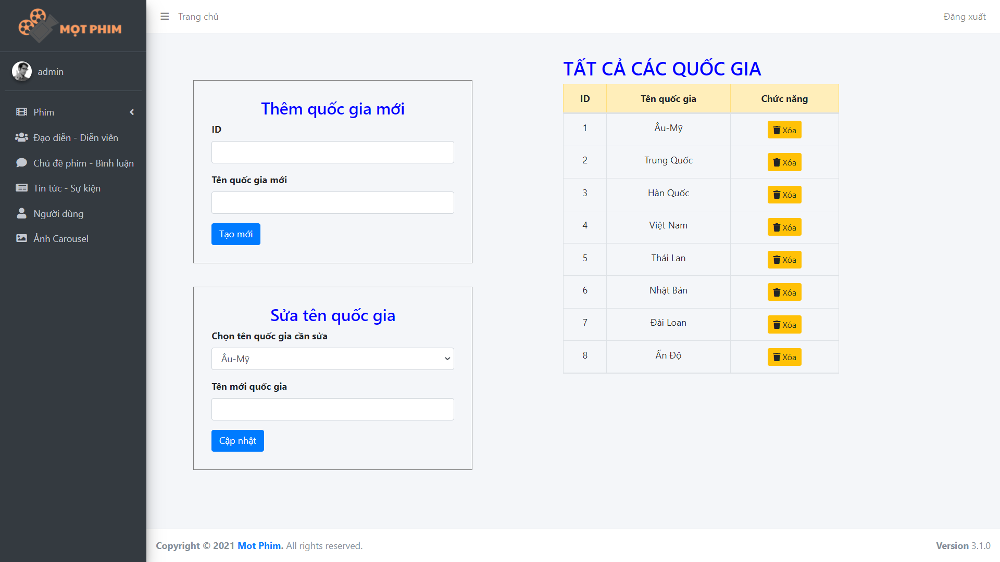 MỌT PHIM
Trang chủ
Đăng xuất
admin
Phim
Đạo diễn - Diễn viên
Chủ đề phim - Bình luận
Tin tức - Sự kiện
Người dùng
Ảnh Carousel
Thêm quốc gia mới
ID
Tên quốc gia mới
Tạo mới
Sửa tên quốc gia
Chọn tên quốc gia cần sửa
Âu-Mỹ
Tên mới quốc gia
Cập nhật
TẤT CẢ CÁC QUỐC GIA
ID Tên quốc gia Chức năng
1 Âu-Mỹ Xóa
2 Trung Quốc Xóa
3 Hàn Quốc Xóa
4 Việt Nam Xóa
5 Thái Lan Xóa
6 Nhật Bản Xóa
7 Đài Loan Xóa
8 Ấn Độ Xóa
Copyright © 2021 Mot Phim. All rights reserved.
Version 3.1.0